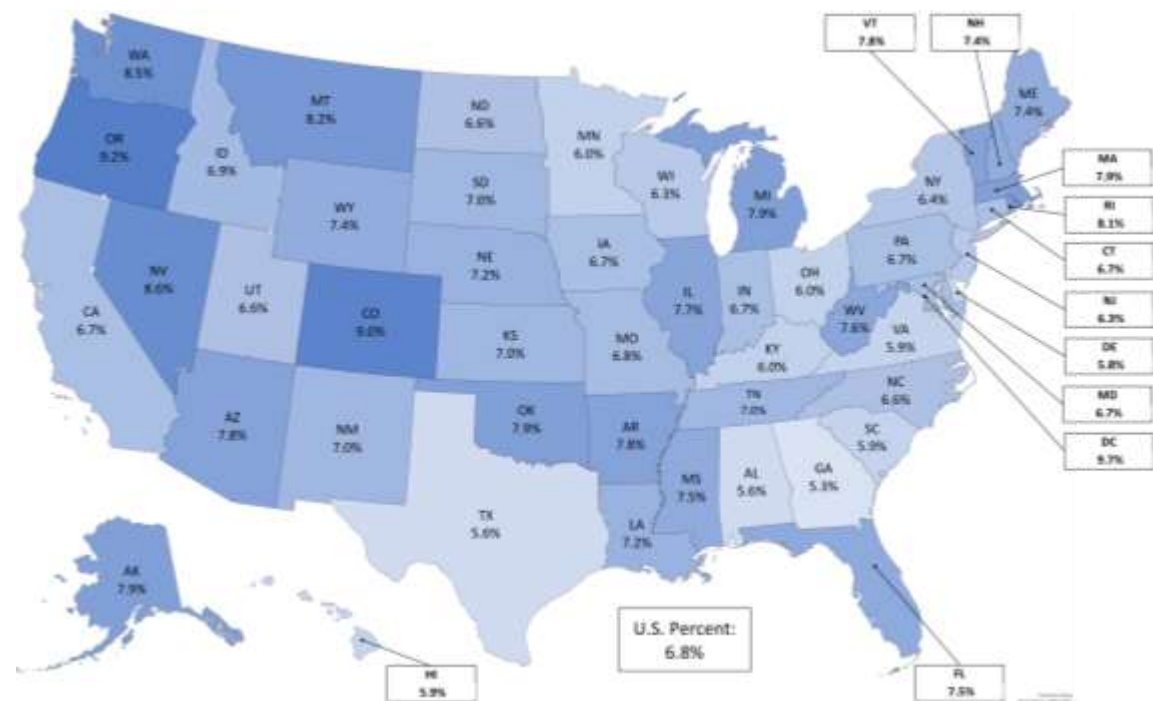 VT
7.8%
NH
7.4%
WA
8.5%
MT
8.2%
ND
6.6%
MN
6.0%
ME
7.4%
OR
9.2%
ID
6.9%
WI
6.3%
MI
7.9%
NY
6.4%
MA
7.9%
SD
7.0%
WY
7.4%
RI
8.1%
IA
6.7%
PA
6.7%
CT
6.7%
NE
7.2%
NV
8.6%
UT
6.6%
CO
9.0%
IL
7.7%
IN
6.7%
OH
6.0%
NJ
6.3%
CA
6.7%
WV
7.6%
VA
5.9%
KS
7.0%
MO
6.8%
KY
6.0%
DE
5.8%
NC
6.6%
TN
7.0%
MD
6.7%
AZ
7.8%
NM
7.0%
OK
7.9%
AR
7.8%
SC
5.9%
DC
9.7%
MS
7.5%
AL
5.6%
GA
5.3%
TX
5.6%
LA
7.2%
AK
7.9%
U.S. Percent:
6.8%
HI
5.9%
FL
7.5%